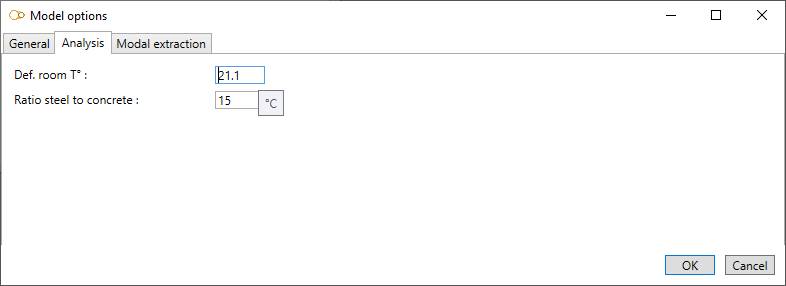 Model options
General Analysis Modal extraction
Def. room T° : 21.1
Ratio steel to concrete : 15 °C
OK Cancel